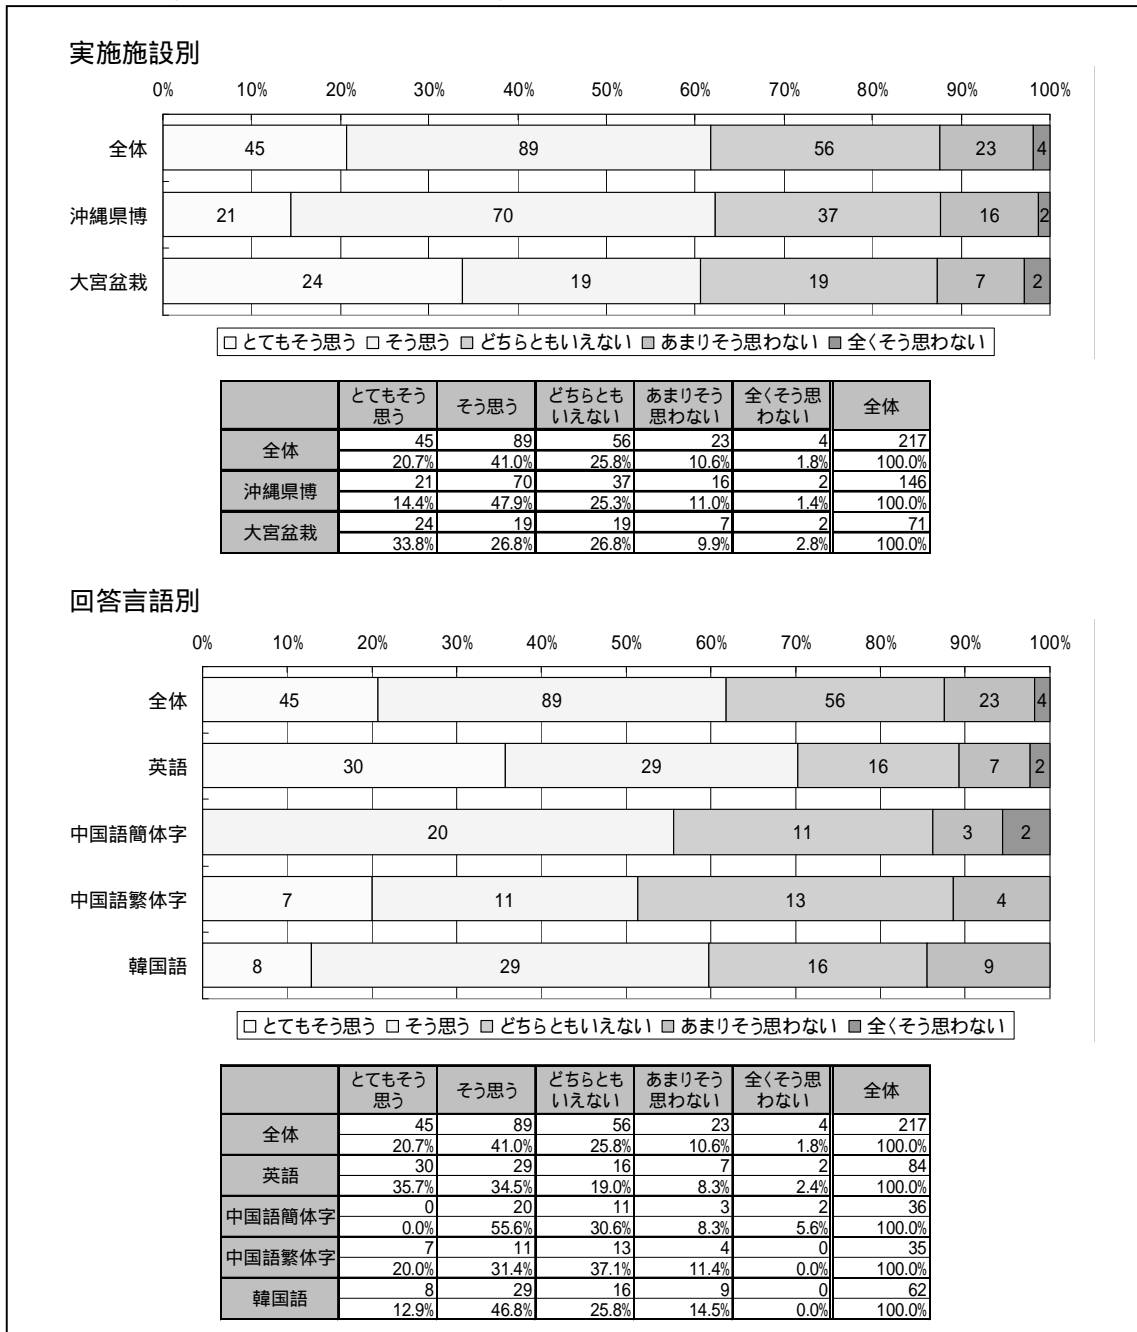 実施施設別
0% 10% 20% 30% 40% 50% 60% 70% 80% 90% 100%
全体 45 89 56 23 4
沖縄県博 21 70 37 16 2
大宮盆栽 24 19 19 7 2
とてもそう思う そう思う どちらともいえない あまりそう思わない 全くそう思わない
とてもそう思う そう思う どちらともいえない あまりそう思わない 全くそう思わない 全体
全体 45 89 56 23 4 217
20.7% 41.0% 25.8% 10.6% 1.8% 100.0%
沖縄県博 21 70 37 16 2 146
14.4% 47.9% 25.3% 11.0% 1.4% 100.0%
大宮盆栽 24 19 19 7 2 71
33.8% 26.8% 26.8% 9.9% 2.8% 100.0%
回答言語別
0% 10% 20% 30% 40% 50% 60% 70% 80% 90% 100%
全体 45 89 56 23 4
英語 30 29 16 7 2
中国語簡体字 20 11 3 2
中国語繁体字 7 11 13 4
韓国語 8 29 16 9
とてもそう思う そう思う どちらともいえない あまりそう思わない 全くそう思わない
とてもそう思う そう思う どちらともいえない あまりそう思わない 全くそう思わない 全体
全体 45 89 56 23 4 217
20.7% 41.0% 25.8% 10.6% 1.8% 100.0%
英語 30 29 16 7 2 84
35.7% 34.5% 19.0% 8.3% 2.4% 100.0%
中国語簡体字 0 20 11 3 2 36
0.0% 55.6% 30.6% 8.3% 5.6% 100.0%
中国語繁体字 7 11 13 4 0 35
20.0% 31.4% 37.1% 11.4% 0.0% 100.0%
韓国語 8 29 16 9 0 62
12.9% 46.8% 25.8% 14.5% 0.0% 100.0%